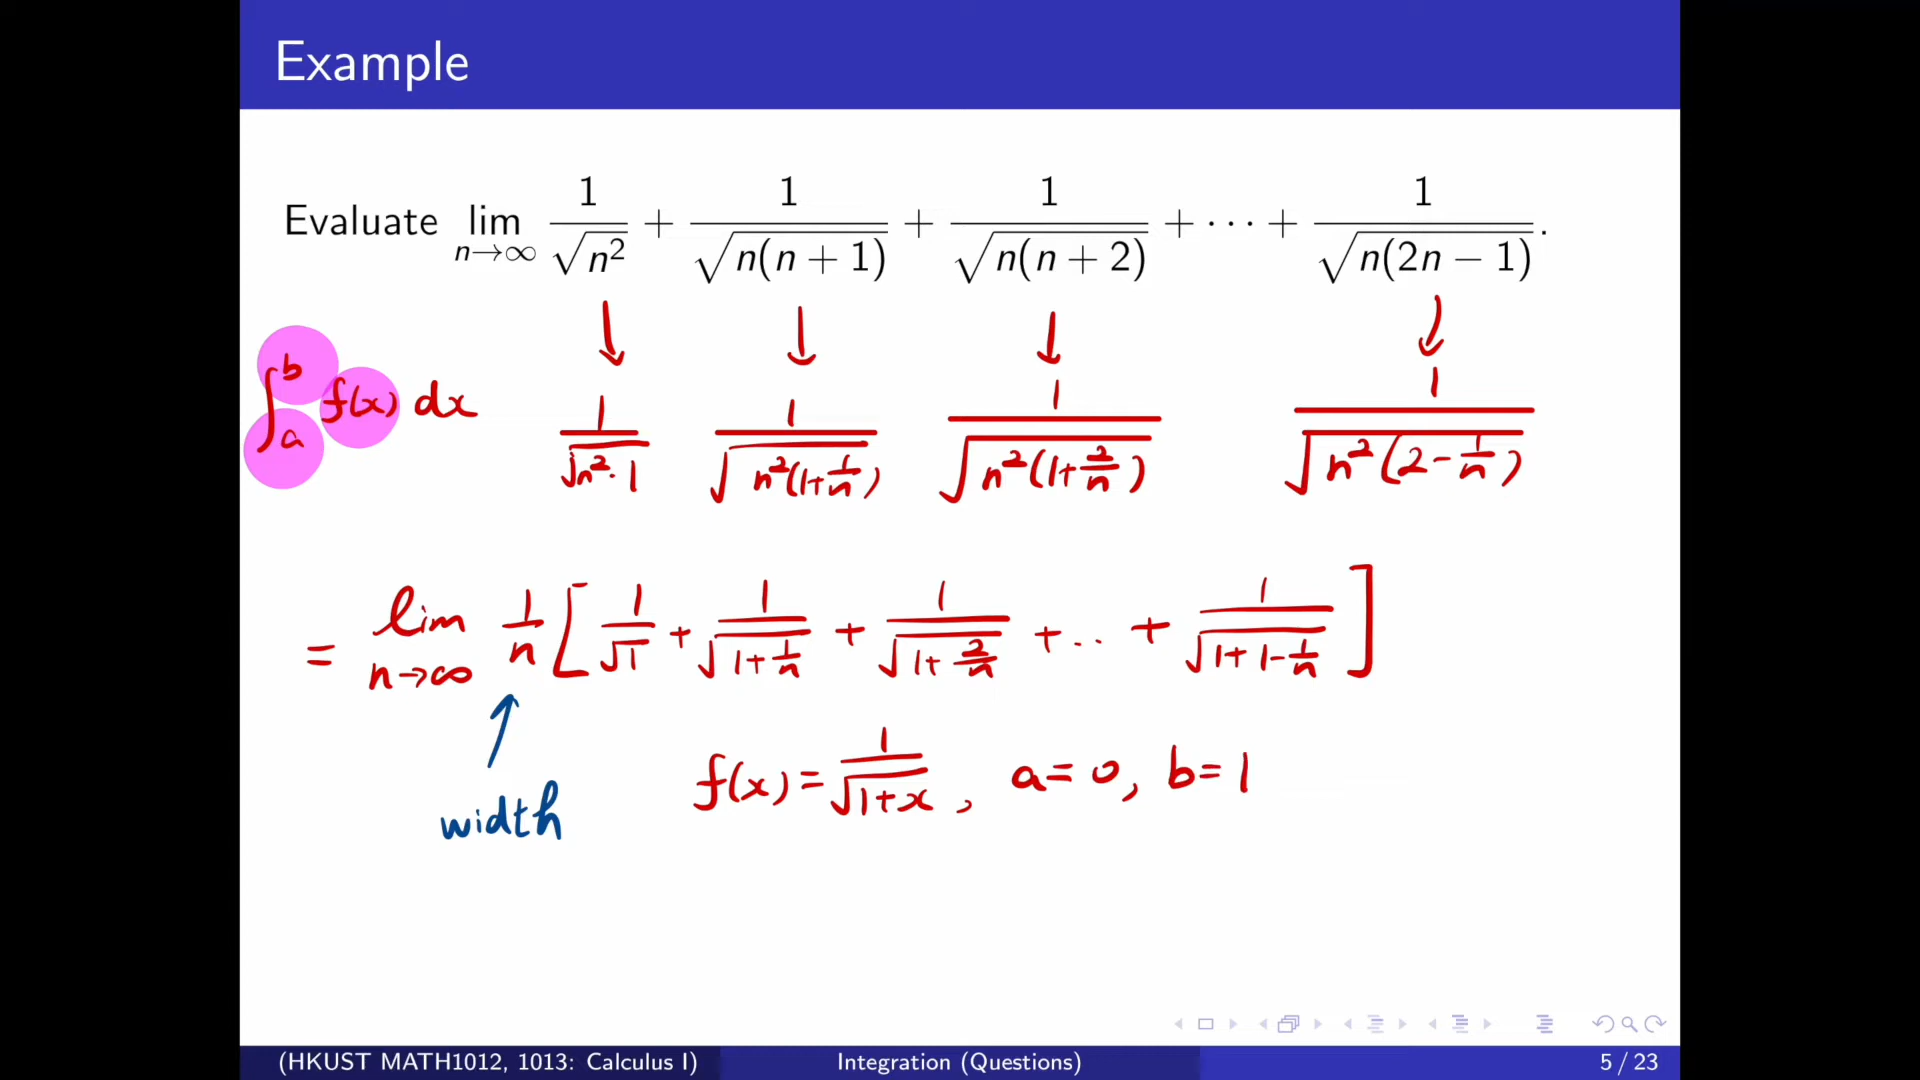 Example
Evaluate lim_{n→∞} 1/√(n²) + 1/√(n(n + 1)) + 1/√(n(n + 2)) + ··· + 1/√(n(2n − 1)).
↓ ↓ ↓ ↓
∫_a^b f(x) dx 1/√(n²·1) 1/√(n²(1+1/n)) 1/√(n²(1+2/n)) 1/√(n²(2−1/n))
= lim_{n→∞} 1/n [1/√1 + 1/√(1+1/n) + 1/√(1+2/n) +..+ 1/√(1+1−1/n)]
width
f(x)=1/√(1+x), a=0, b=1
(HKUST MATH1012, 1013: Calculus I) Integration (Questions) 5 / 23